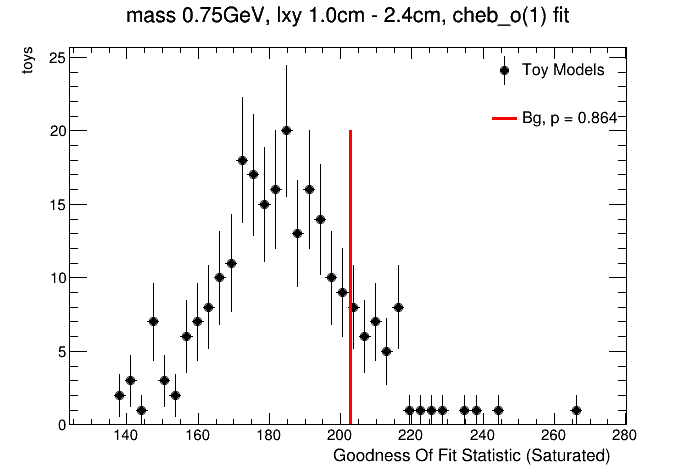 mass 0.75GeV, lxy 1.0cm - 2.4cm, cheb_o(1) fit
toys
25
20
15
10
5
0
Toy Models
Bg, p = 0.864
140 160 180 200 220 240 260 280
Goodness Of Fit Statistic (Saturated)